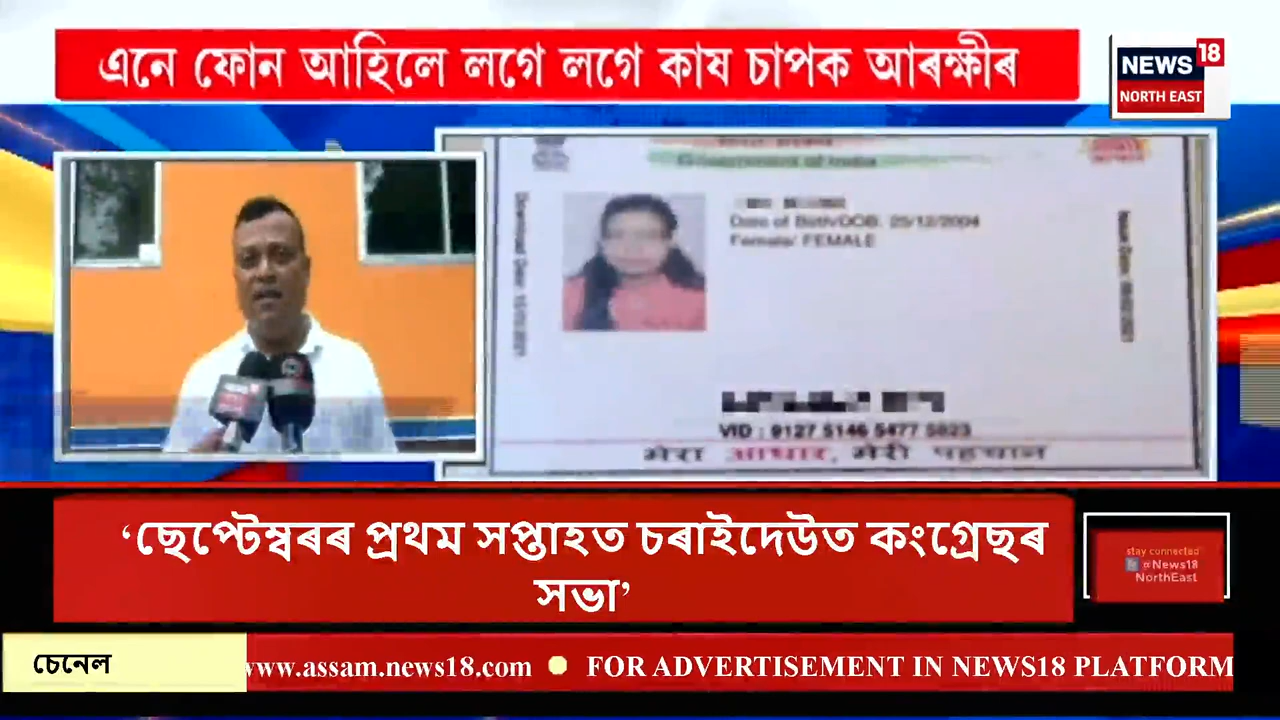 এনে ফোন আহিলে লগে লগে কাষ চাপক আৰক্ষীৰ
NEWS 18
NORTH EAST
Government of India
Date of Birth/DOB: 25/12/2004
Female/ FEMALE
VID : 9127 5146 5477 5823
मेरा आधार, मेरी पहचान
‘ছেপ্টেম্বৰৰ প্ৰথম সপ্তাহত চৰাইদেউত কংগ্ৰেছৰ
সভা’
stay connected
@News18
NorthEast
চেনেল
www.assam.news18.com
FOR ADVERTISEMENT IN NEWS18 PLATFORM